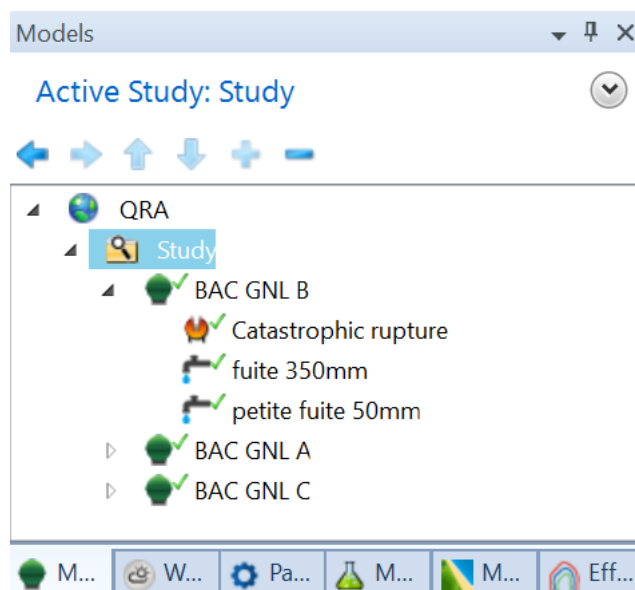 Models
Active Study: Study
QRA
Study
BAC GNL B
Catastrophic rupture
fuite 350mm
petite fuite 50mm
BAC GNL A
BAC GNL C
M... W... Pa... M... M... Eff...